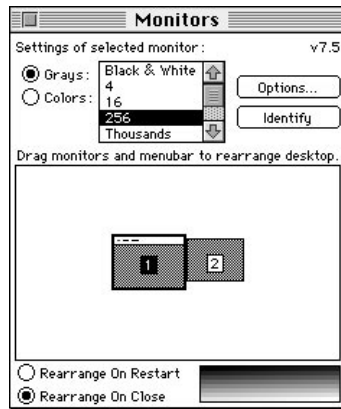 Monitors
Settings of selected monitor: v7.5
Grays:
Colors:
Black & White
4
16
256
Thousands
Options...
Identify
Drag monitors and menubar to rearrange desktop.
1
2
Rearrange On Restart
Rearrange On Close